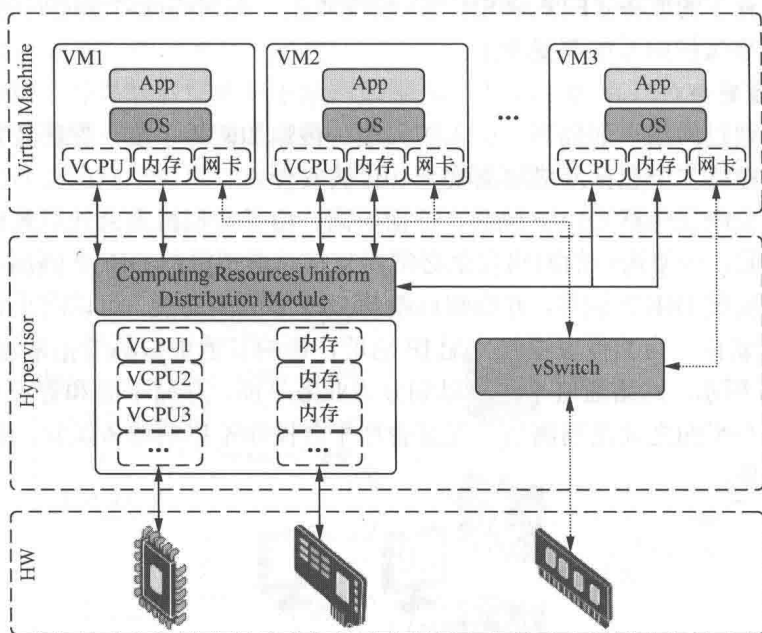 Virtual Machine
VM1
App
OS
VCPU 内存 网卡
VM2
App
OS
VCPU 内存 网卡
...
VM3
App
OS
VCPU 内存 网卡
Hypervisor
Computing ResourcesUniform
Distribution Module
VCPU1
VCPU2
VCPU3
...
内存
内存
内存
...
vSwitch
HW